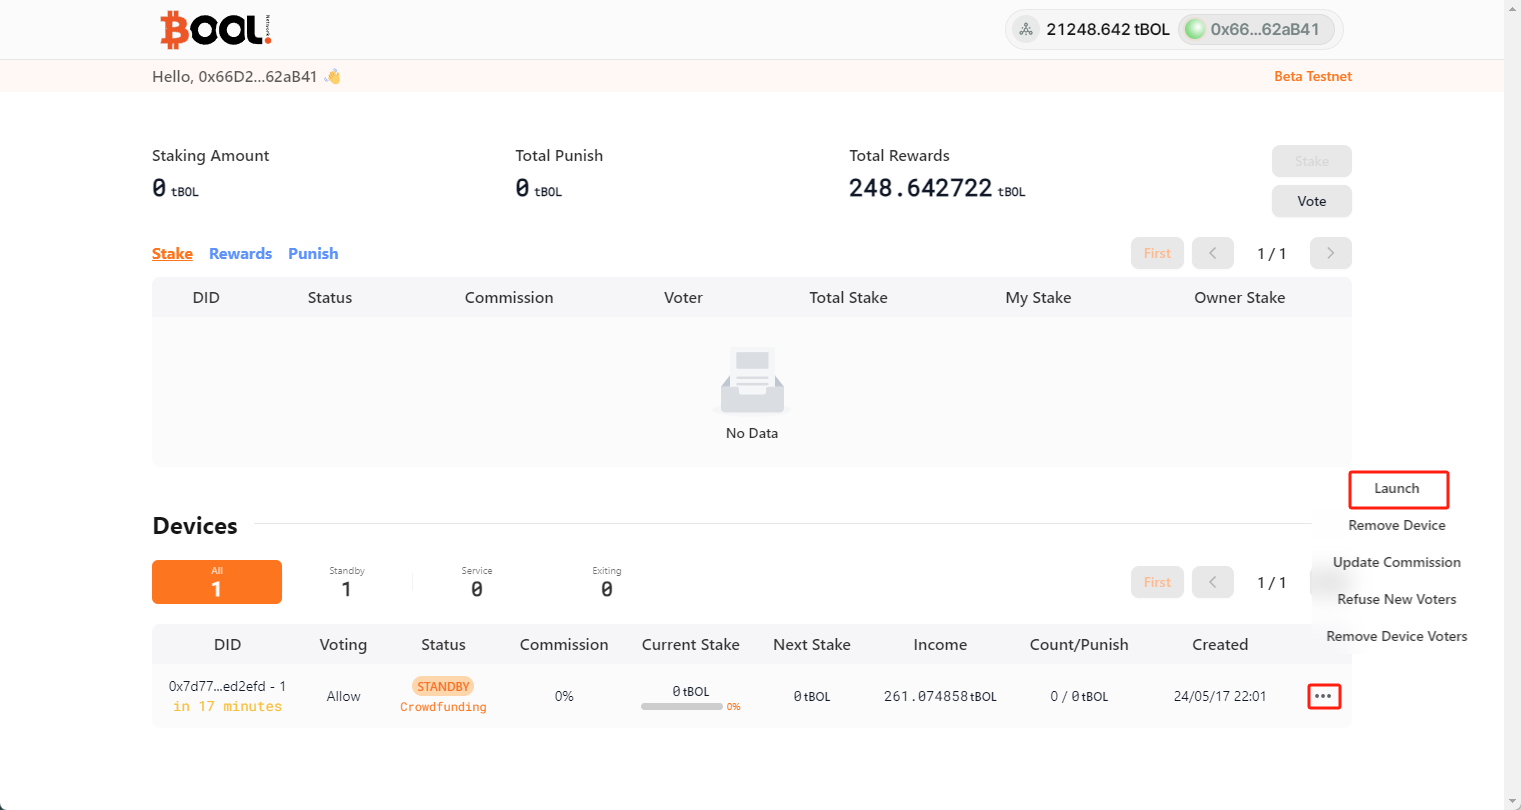 BOOL Network
21248.642 tBOL
0x66...62aB41
Hello, 0x66D2...62aB41 👋
Beta Testnet
Staking Amount
Total Punish
Total Rewards
Stake
0 tBOL
0 tBOL
248.642722 tBOL
Vote
Stake Rewards Punish
First < 1 / 1 >
DID Status Commission Voter Total Stake My Stake Owner Stake
No Data
Launch
Remove Device
Update Commission
Refuse New Voters
Remove Device Voters
Devices
All
1
Standby
1
Service
0
Exiting
0
First < 1 / 1
DID Voting Status Commission Current Stake Next Stake Income Count/Punish Created
0x7d77...ed2efd - 1
in 17 minutes
Allow
STANDBY
Crowdfunding
0%
0 tBOL
0%
0 tBOL
261.074858 tBOL
0 / 0 tBOL
24/05/17 22:01
•••